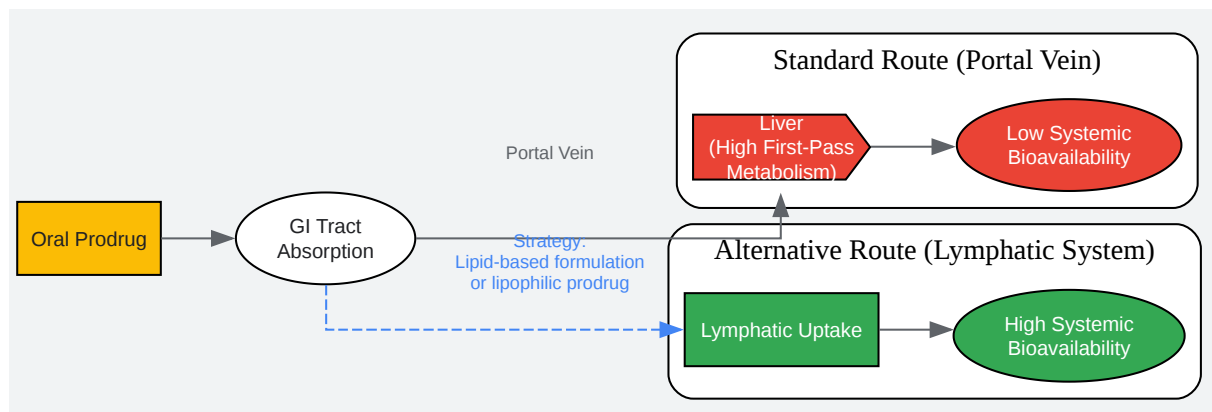 Standard Route (Portal Vein)
Liver
(High First-Pass
Metabolism)
Low Systemic
Bioavailability
Portal Vein
Oral Prodrug
GI Tract
Absorption
Strategy:
Lipid-based formulation
or lipophilic prodrug
Alternative Route (Lymphatic System)
Lymphatic Uptake
High Systemic
Bioavailability